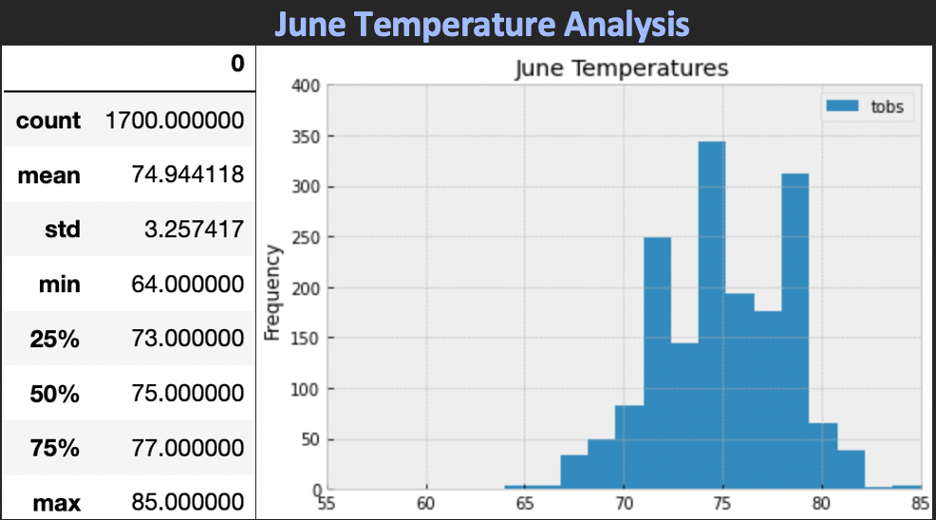 June Temperature Analysis
0
count 1700.000000
mean 74.944118
std 3.257417
min 64.000000
25% 73.000000
50% 75.000000
75% 77.000000
max 85.000000
June Temperatures
tobs
Frequency
400
350
300
250
200
150
100
50
0
55 60 65 70 75 80 85